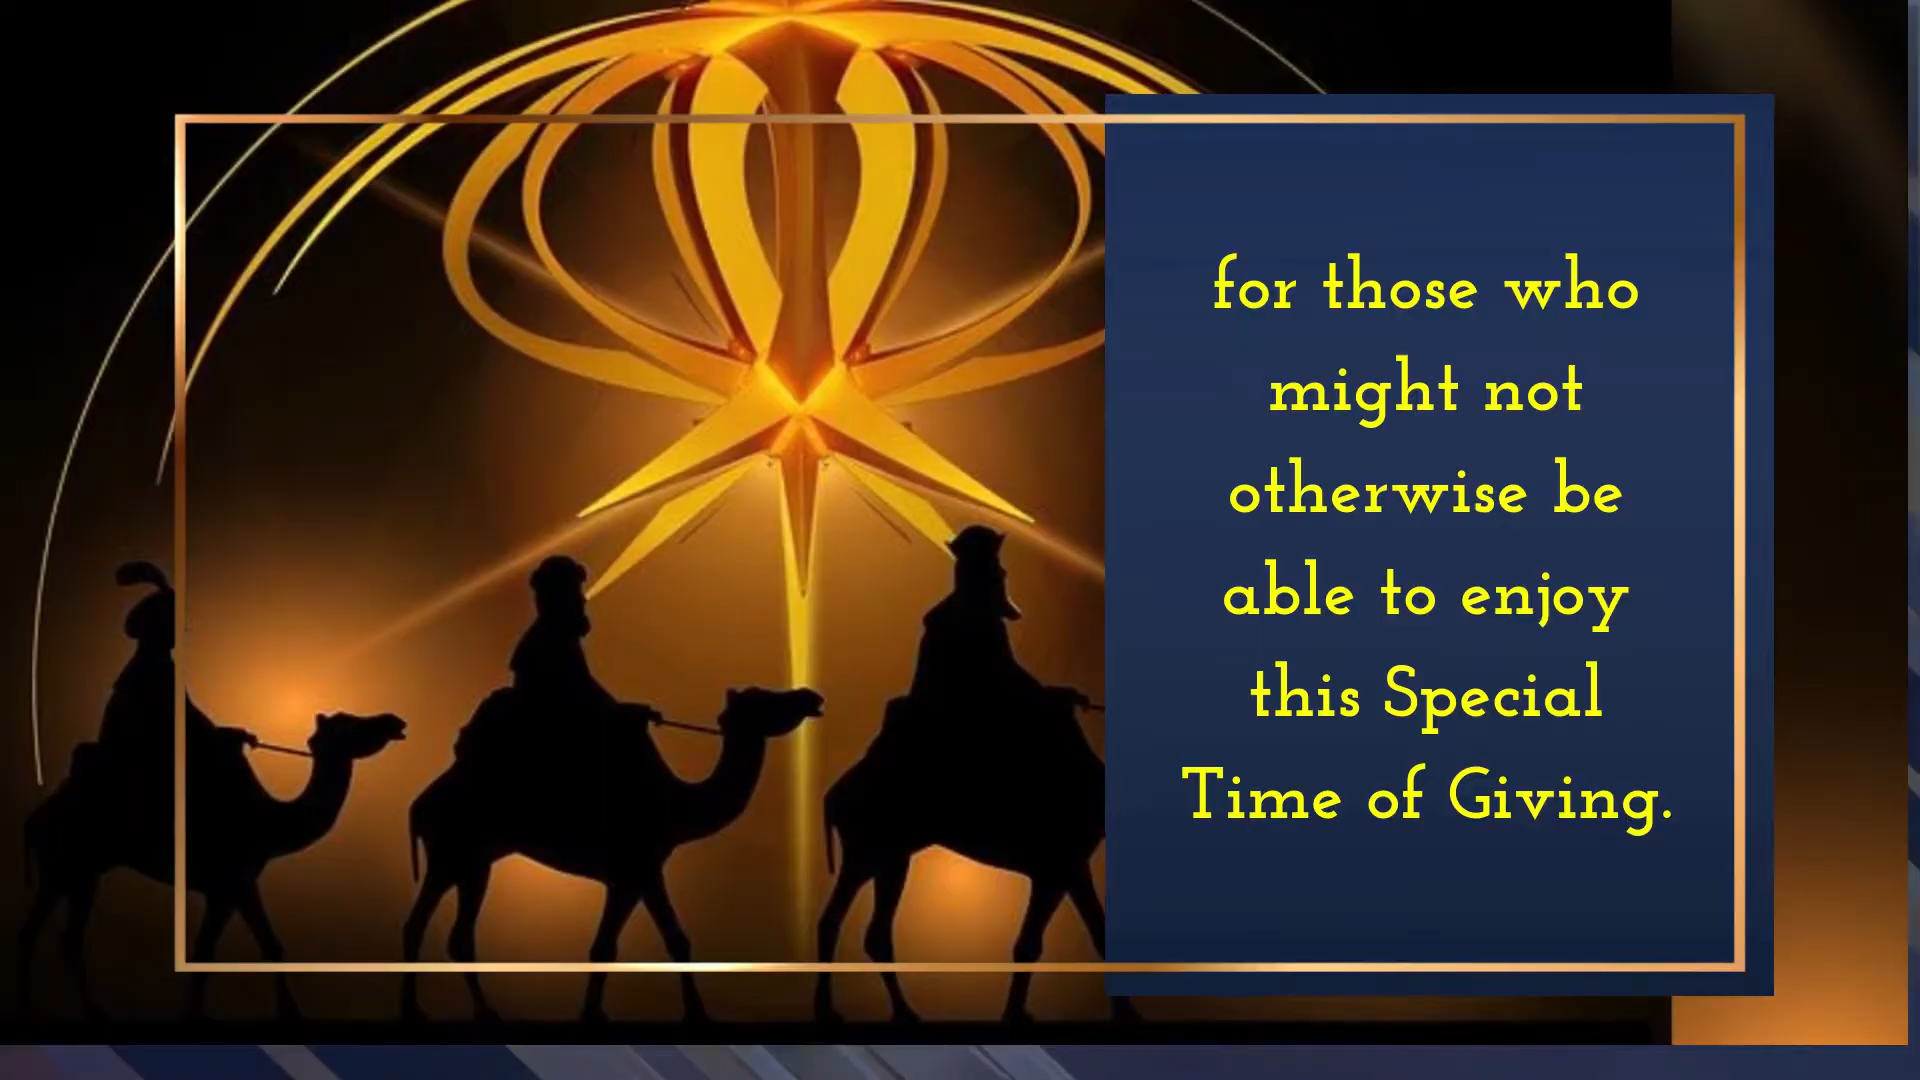 for those who
might not
otherwise be
able to enjoy
this Special
Time of Giving.